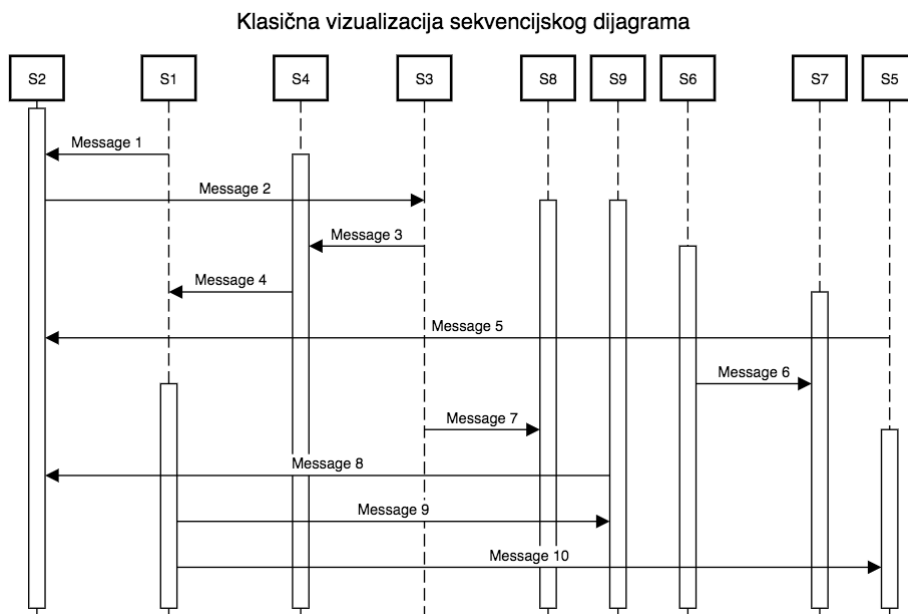 Klasična vizualizacija sekvencijskog dijagrama
S2 S1 S4 S3 S8 S9 S6 S7 S5
Message 1
Message 2
Message 3
Message 4
Message 5
Message 6
Message 7
Message 8
Message 9
Message 10